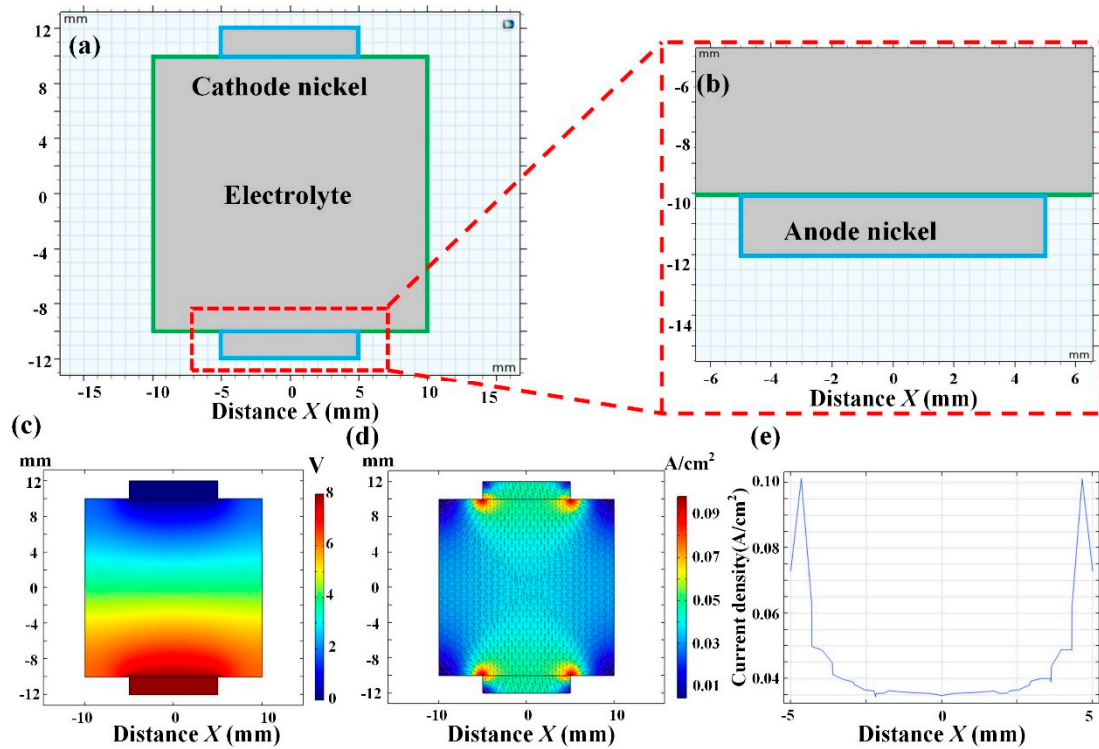 (a)
mm
12
8
4
0
-4
-8
-12
Cathode nickel
Electrolyte
mm
-15 -10 -5 0 5 10 15
Distance X (mm)
(b)
mm
-6
-8
-10
-12
-14
Anode nickel
mm
-6 -4 -2 0 2 4 6
Distance X (mm)
(c)
mm
V
12
8
4
0
-4
-8
-12
8
6
4
2
0
-10 0 10
Distance X (mm)
(d)
mm
A/cm²
12
8
4
0
-4
-8
-12
0.09
0.07
0.05
0.03
0.01
-10 0 10
Distance X (mm)
(e)
Current density(A/cm²)
0.10
0.08
0.06
0.04
-5 0 5
Distance X (mm)